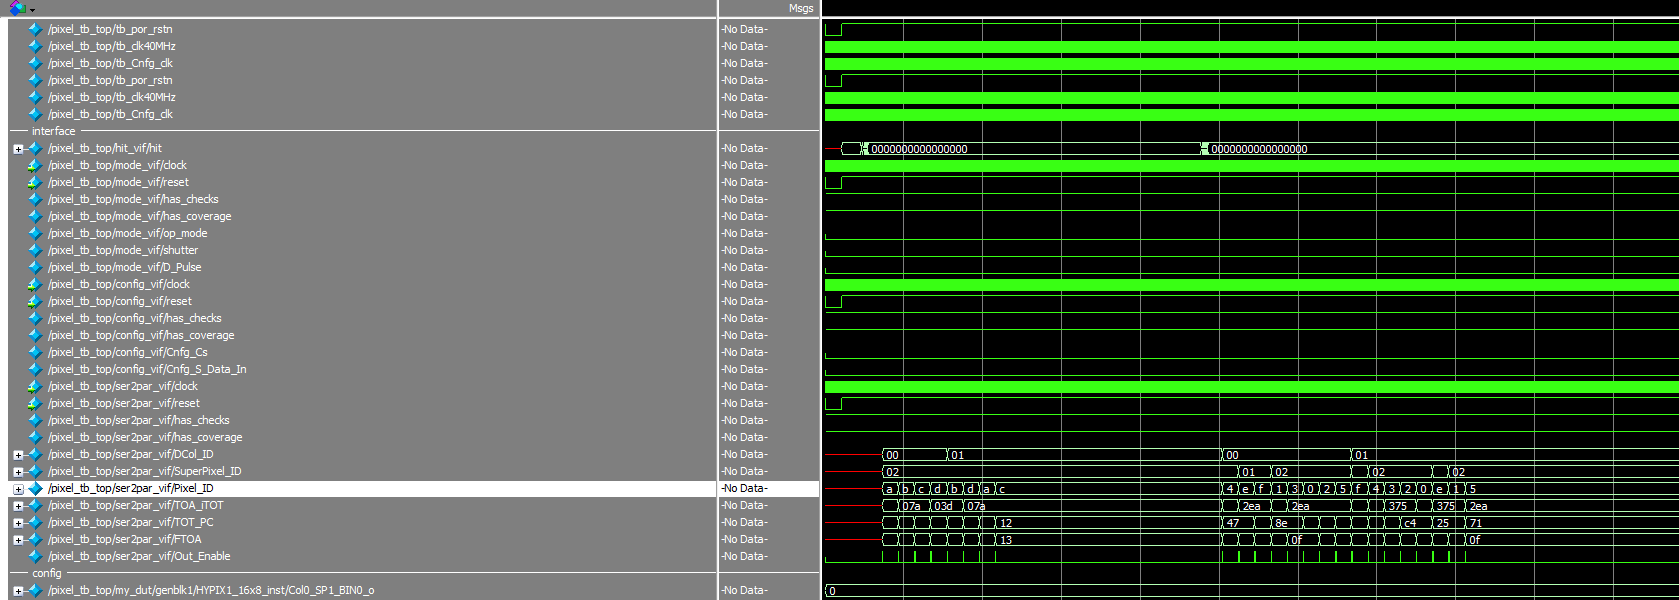 Msgs
/pixel_tb_top/tb_por_rstn -No Data-
/pixel_tb_top/tb_clk40MHz -No Data-
/pixel_tb_top/tb_Cnfg_clk -No Data-
/pixel_tb_top/tb_por_rstn -No Data-
/pixel_tb_top/tb_clk40MHz -No Data-
/pixel_tb_top/tb_Cnfg_clk -No Data-
interface
/pixel_tb_top/hit_vif/hit -No Data- 0000000000000000 0000000000000000
/pixel_tb_top/mode_vif/clock -No Data-
/pixel_tb_top/mode_vif/reset -No Data-
/pixel_tb_top/mode_vif/has_checks -No Data-
/pixel_tb_top/mode_vif/has_coverage -No Data-
/pixel_tb_top/mode_vif/op_mode -No Data-
/pixel_tb_top/mode_vif/shutter -No Data-
/pixel_tb_top/mode_vif/D_Pulse -No Data-
/pixel_tb_top/config_vif/clock -No Data-
/pixel_tb_top/config_vif/reset -No Data-
/pixel_tb_top/config_vif/has_checks -No Data-
/pixel_tb_top/config_vif/has_coverage -No Data-
/pixel_tb_top/config_vif/Cnfg_Cs -No Data-
/pixel_tb_top/config_vif/Cnfg_S_Data_In -No Data-
/pixel_tb_top/ser2par_vif/clock -No Data-
/pixel_tb_top/ser2par_vif/reset -No Data-
/pixel_tb_top/ser2par_vif/has_checks -No Data-
/pixel_tb_top/ser2par_vif/has_coverage -No Data-
/pixel_tb_top/ser2par_vif/DCol_ID -No Data- 00 01 00 01
/pixel_tb_top/ser2par_vif/SuperPixel_ID -No Data- 02 01 02 02 02
/pixel_tb_top/ser2par_vif/Pixel_ID -No Data- a b c d b d a c 4 e f 1 3 0 2 5 f 4 3 2 0 e 1 5
/pixel_tb_top/ser2par_vif/TOA_iTOT -No Data- 07a 03d 07a 2ea 2ea 375 375 2ea
/pixel_tb_top/ser2par_vif/TOT_PC -No Data- 12 47 8e c4 25 71
/pixel_tb_top/ser2par_vif/FTOA -No Data- 13 0f 0f
/pixel_tb_top/ser2par_vif/Out_Enable -No Data-
config
/pixel_tb_top/my_dut/genblk1/HYPIX1_16x8_inst/Col0_SP1_BIN0_o -No Data- 0